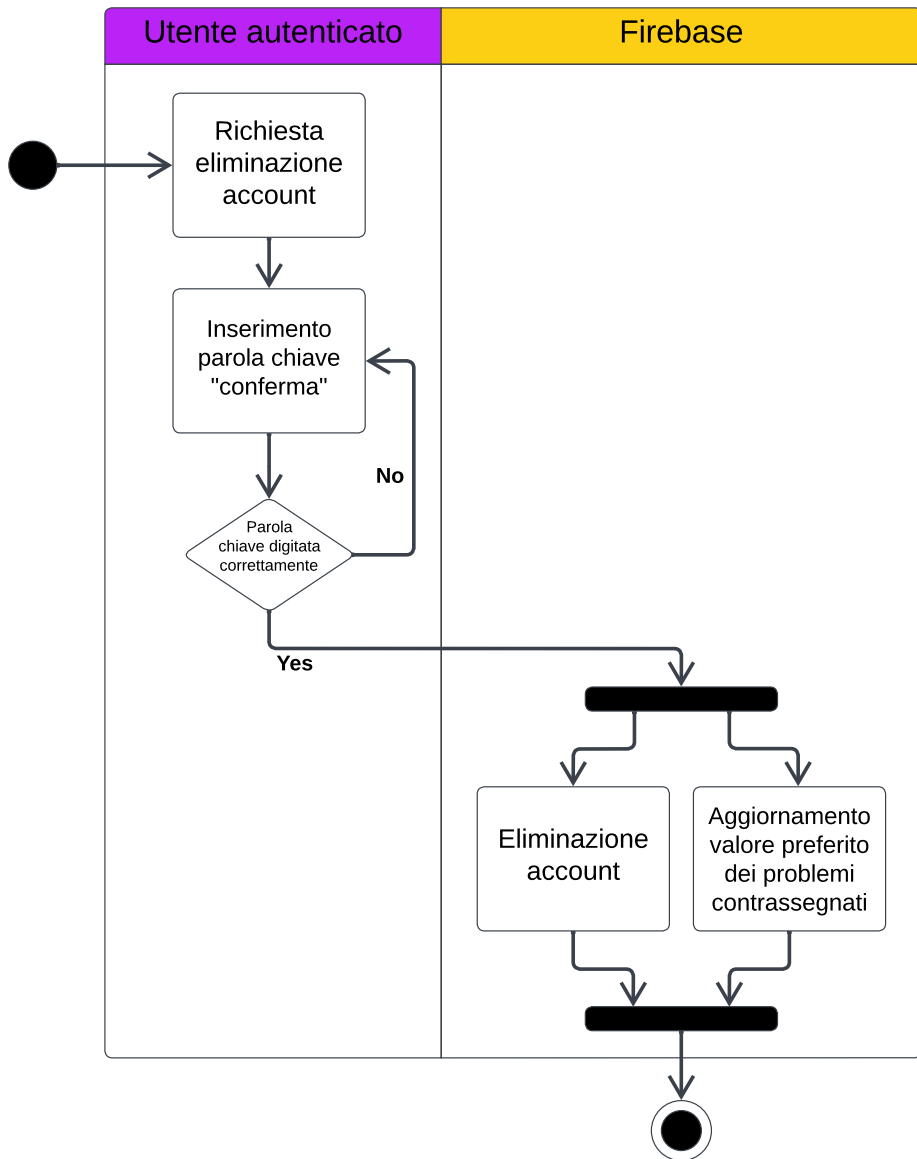 Utente autenticato
Firebase
Richiesta
eliminazione
account
Inserimento
parola chiave
"conferma"
No
Parola
chiave digitata
correttamente
Yes
Eliminazione
account
Aggiornamento
valore preferito
dei problemi
contrassegnati